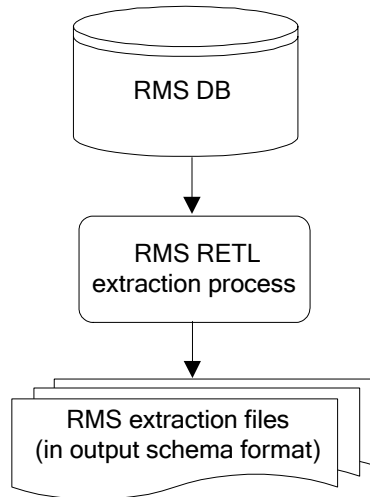 RMS DB
RMS RETL
extraction process
RMS extraction files
(in output schema format)